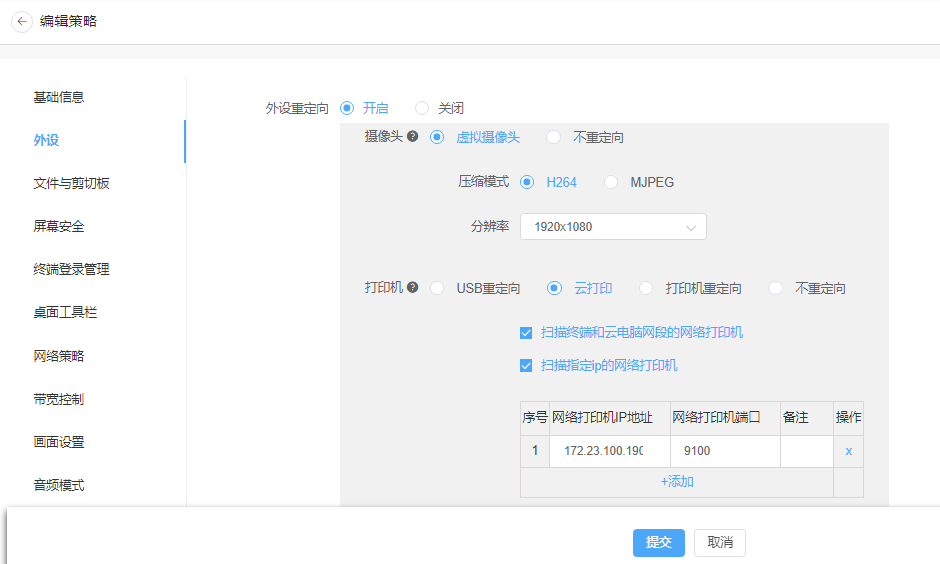 编辑策略
基础信息
外设
文件与剪切板
屏幕安全
终端登录管理
桌面工具栏
网络策略
带宽控制
画面设置
音频模式
外设重定向 开启 关闭
摄像头 ? 虚拟摄像头 不重定向
压缩模式 H264 MJPEG
分辨率 1920x1080
打印机 ? USB重定向 云打印 打印机重定向 不重定向
扫描终端和云电脑网段的网络打印机
扫描指定ip的网络打印机
序号 网络打印机IP地址 网络打印机端口 备注 操作
1 172.23.100.190 9100 x
+添加
提交 取消